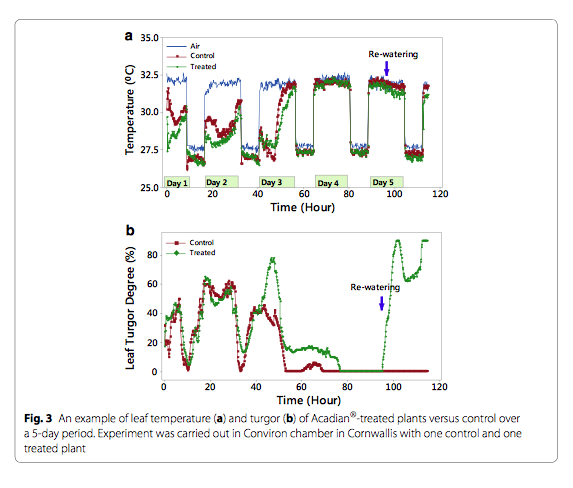 a
35.0
32.5
30.0
27.5
25.0
Temperature (ºC)
Air
Control
Treated
Re-watering
Day 1
Day 2
Day 3
Day 4
Day 5
0 20 40 60 80 100 120
Time (Hour)
b
80
60
40
20
0
Leaf Turgor Degree (%)
Control
Treated
Re-watering
0 20 40 60 80 100 120
Time (Hour)
Fig. 3 An example of leaf temperature (a) and turgor (b) of Acadian®-treated plants versus control over
a 5-day period. Experiment was carried out in Conviron chamber in Cornwallis with one control and one
treated plant